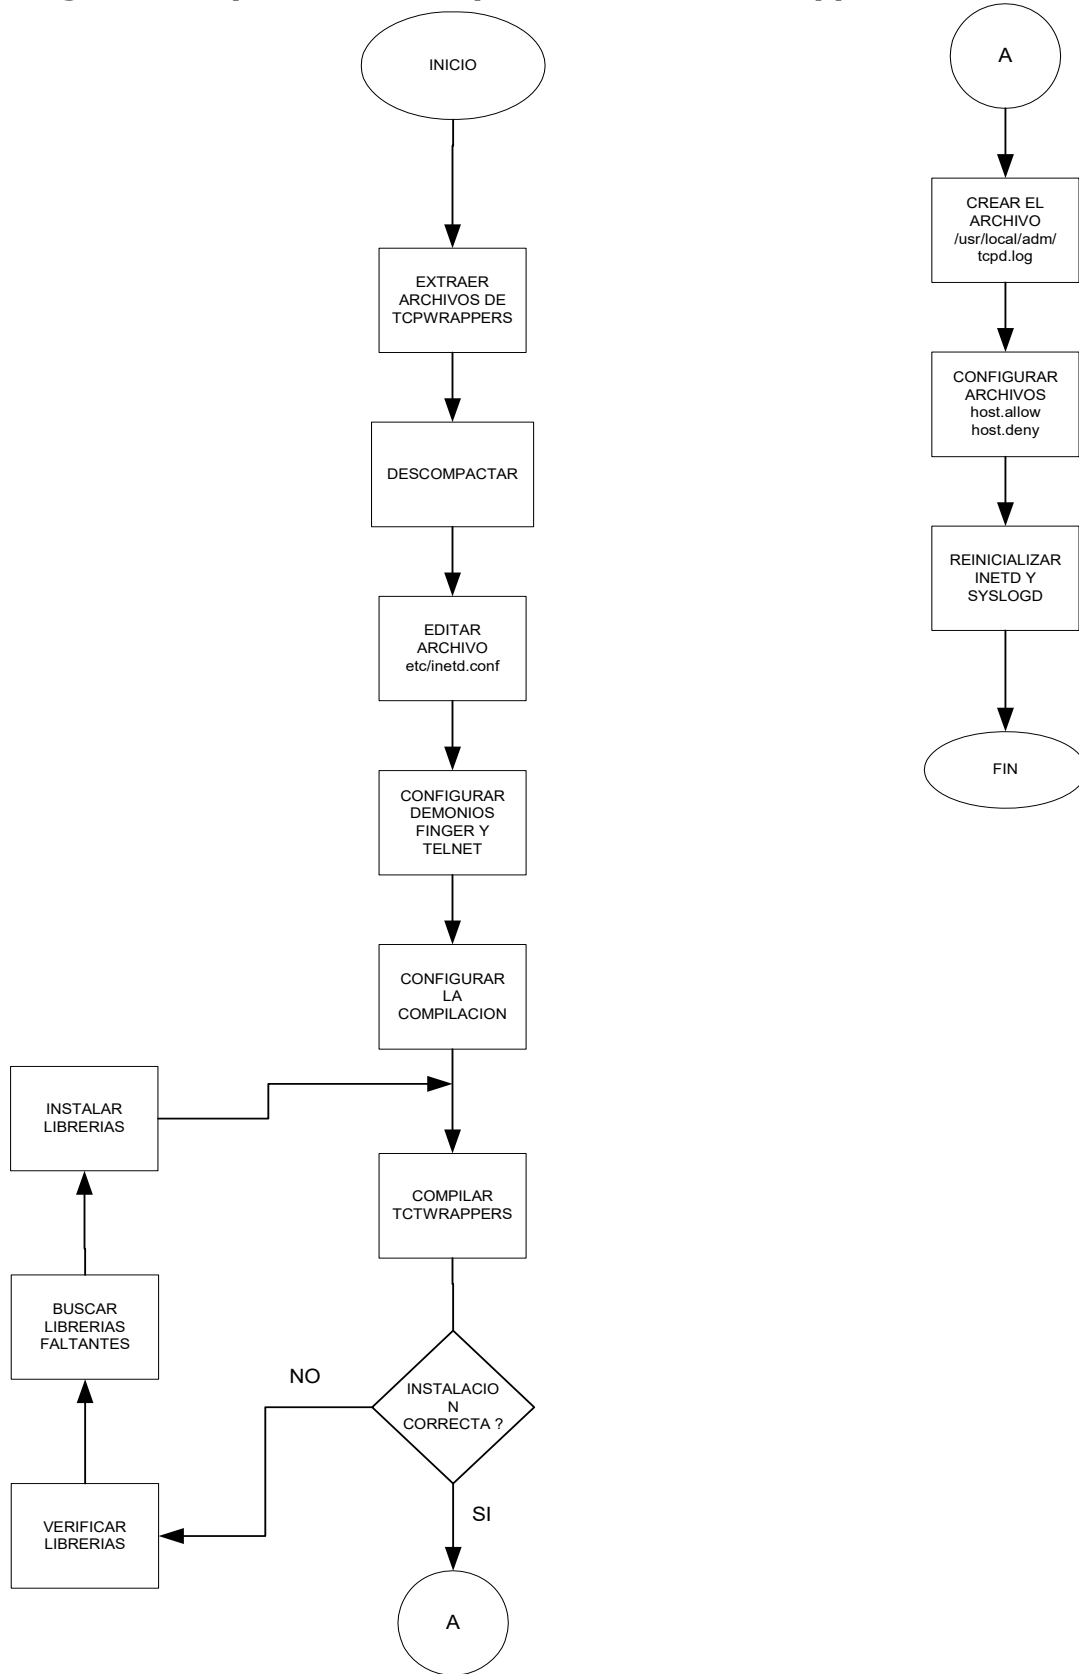 INICIO
EXTRAER
ARCHIVOS DE
TCPWRAPPERS
DESCOMPACTAR
EDITAR
ARCHIVO
etc/inetd.conf
CONFIGURAR
DEMONIOS
FINGER Y
TELNET
CONFIGURAR
LA
COMPILACION
INSTALAR
LIBRERIAS
COMPILAR
TCTWRAPPERS
BUSCAR
LIBRERIAS
FALTANTES
NO
INSTALACIO
N
CORRECTA ?
VERIFICAR
LIBRERIAS
SI
A
A
CREAR EL
ARCHIVO
/usr/local/adm/
tcpd.log
CONFIGURAR
ARCHIVOS
host.allow
host.deny
REINICIALIZAR
INETD Y
SYSLOGD
FIN